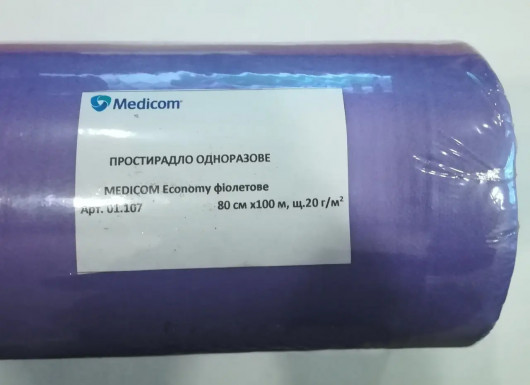 Medicom
ПРОСТИРАДЛО ОДНОРАЗОВЕ
MEDICOM Economy фіолетове
Арт. 01.107 80 см х100 м, щ.20 г/м²